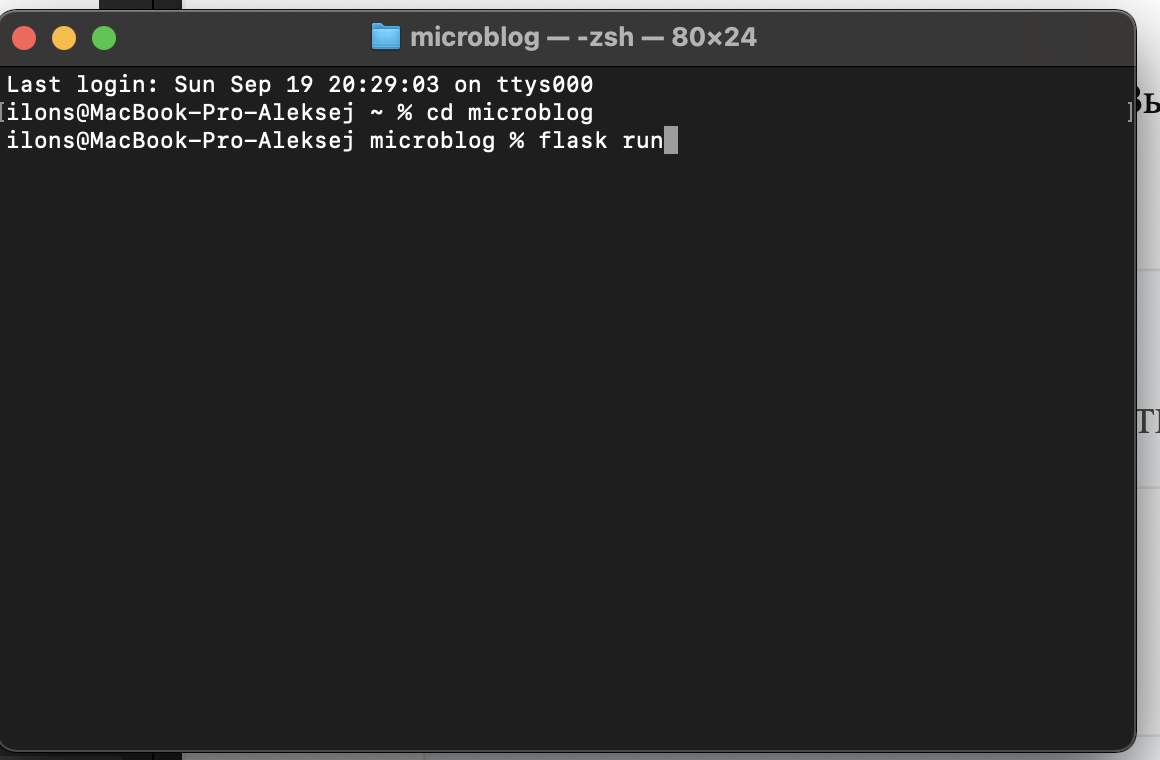 microblog — -zsh — 80×24
Last login: Sun Sep 19 20:29:03 on ttys000
[ilons@MacBook-Pro-Aleksej ~ % cd microblog ]
ilons@MacBook-Pro-Aleksej microblog % flask run